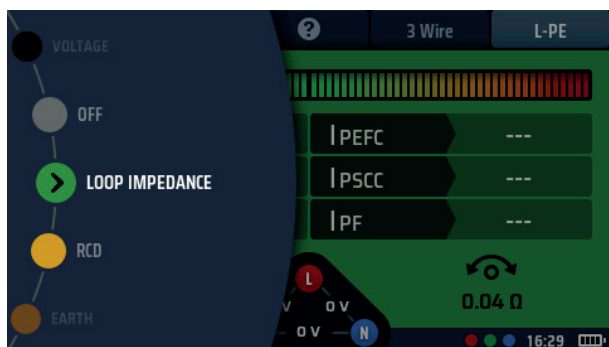 VOLTAGE
? 3 Wire L-PE
OFF
IPEFC ---
LOOP IMPEDANCE
IPSCC ---
RCD
IPF ---
L
0.04 Ω
V 0 V
EARTH
0 V N
16:29